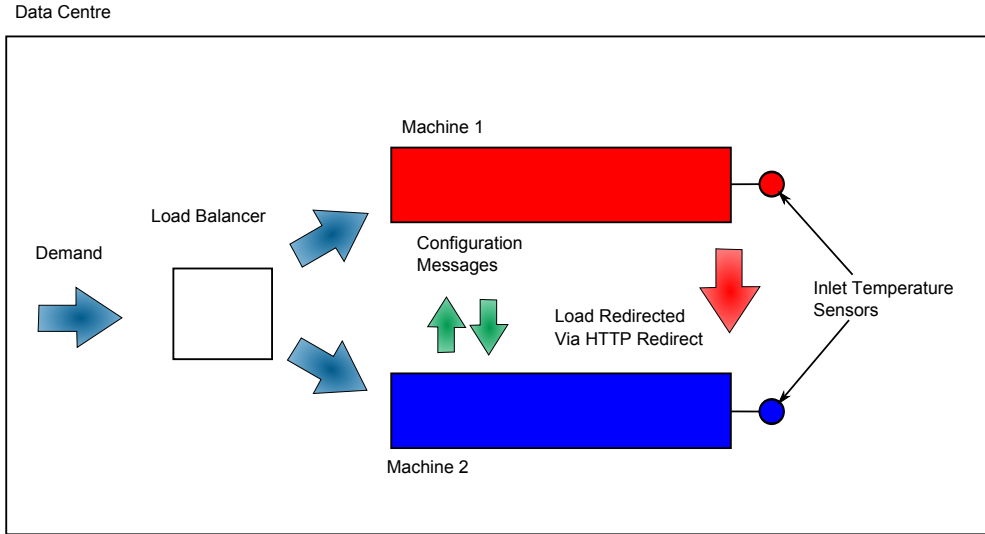 Data Centre
Machine 1
Load Balancer
Demand
Configuration
Messages
Load Redirected
Via HTTP Redirect
Inlet Temperature
Sensors
Machine 2